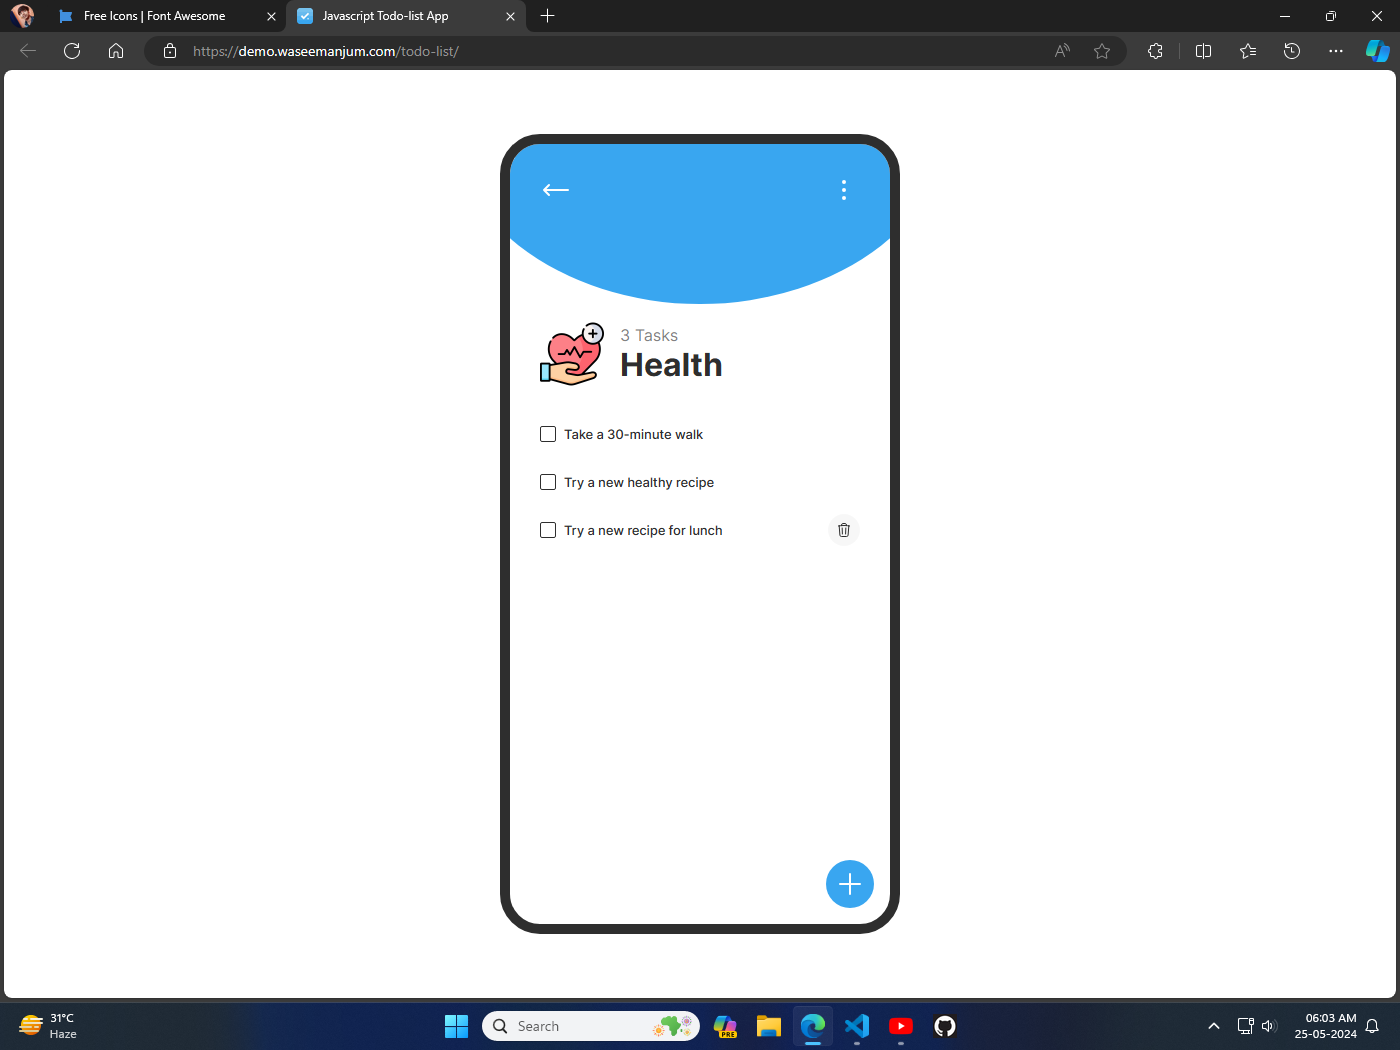 Free Icons | Font Awesome
Javascript Todo-list App
https://demo.waseemanjum.com/todo-list/
3 Tasks
Health
Take a 30-minute walk
Try a new healthy recipe
Try a new recipe for lunch
31°C
Haze
Search
PRE
06:03 AM
25-05-2024